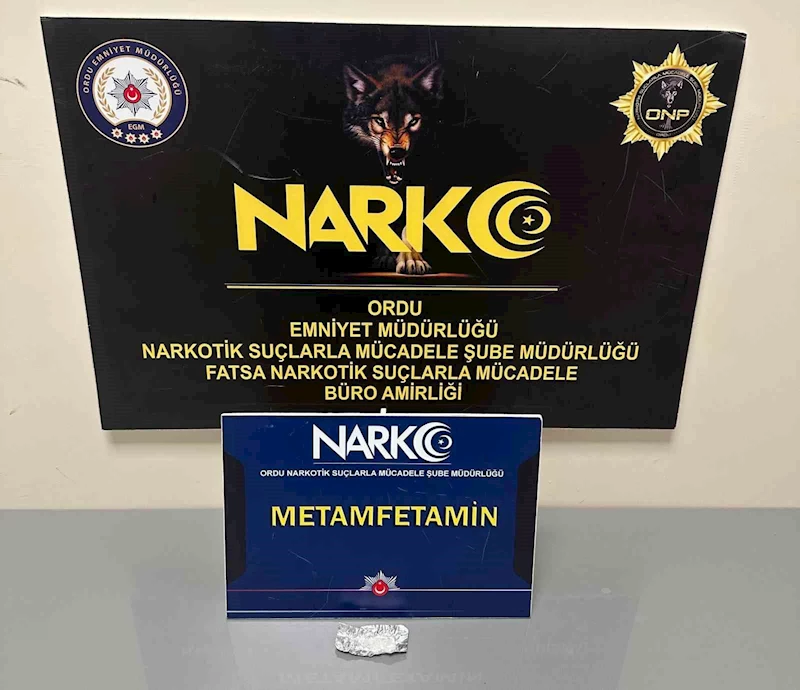 ORDU EMNİYET MÜDÜRLÜĞÜ
EGM
ONP
NARKO
ORDU
EMNİYET MÜDÜRLÜĞÜ
NARKOTİK SUÇLARLA MÜCADELE ŞUBE MÜDÜRLÜĞÜ
FATSA NARKOTİK SUÇLARLA MÜCADELE
BÜRO AMİRLİĞİ
NARKO
ORDU NARKOTİK SUÇLARLA MÜCADELE ŞUBE MÜDÜRLÜĞÜ
METAMFETAMİN